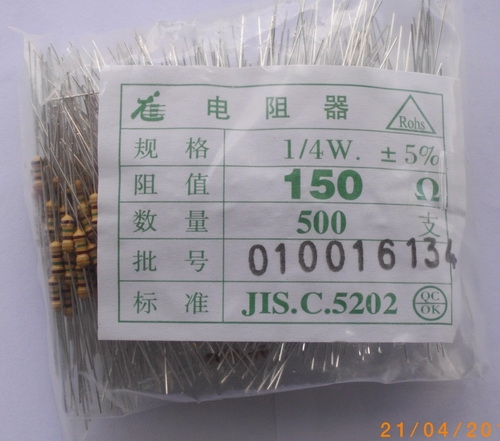 电阻器 Rohs
规格 1/4W. ±5%
阻值 150 Ω
数量 500 支
批号 010016134
标准 JIS.C.5202 QC OK
21/04/20